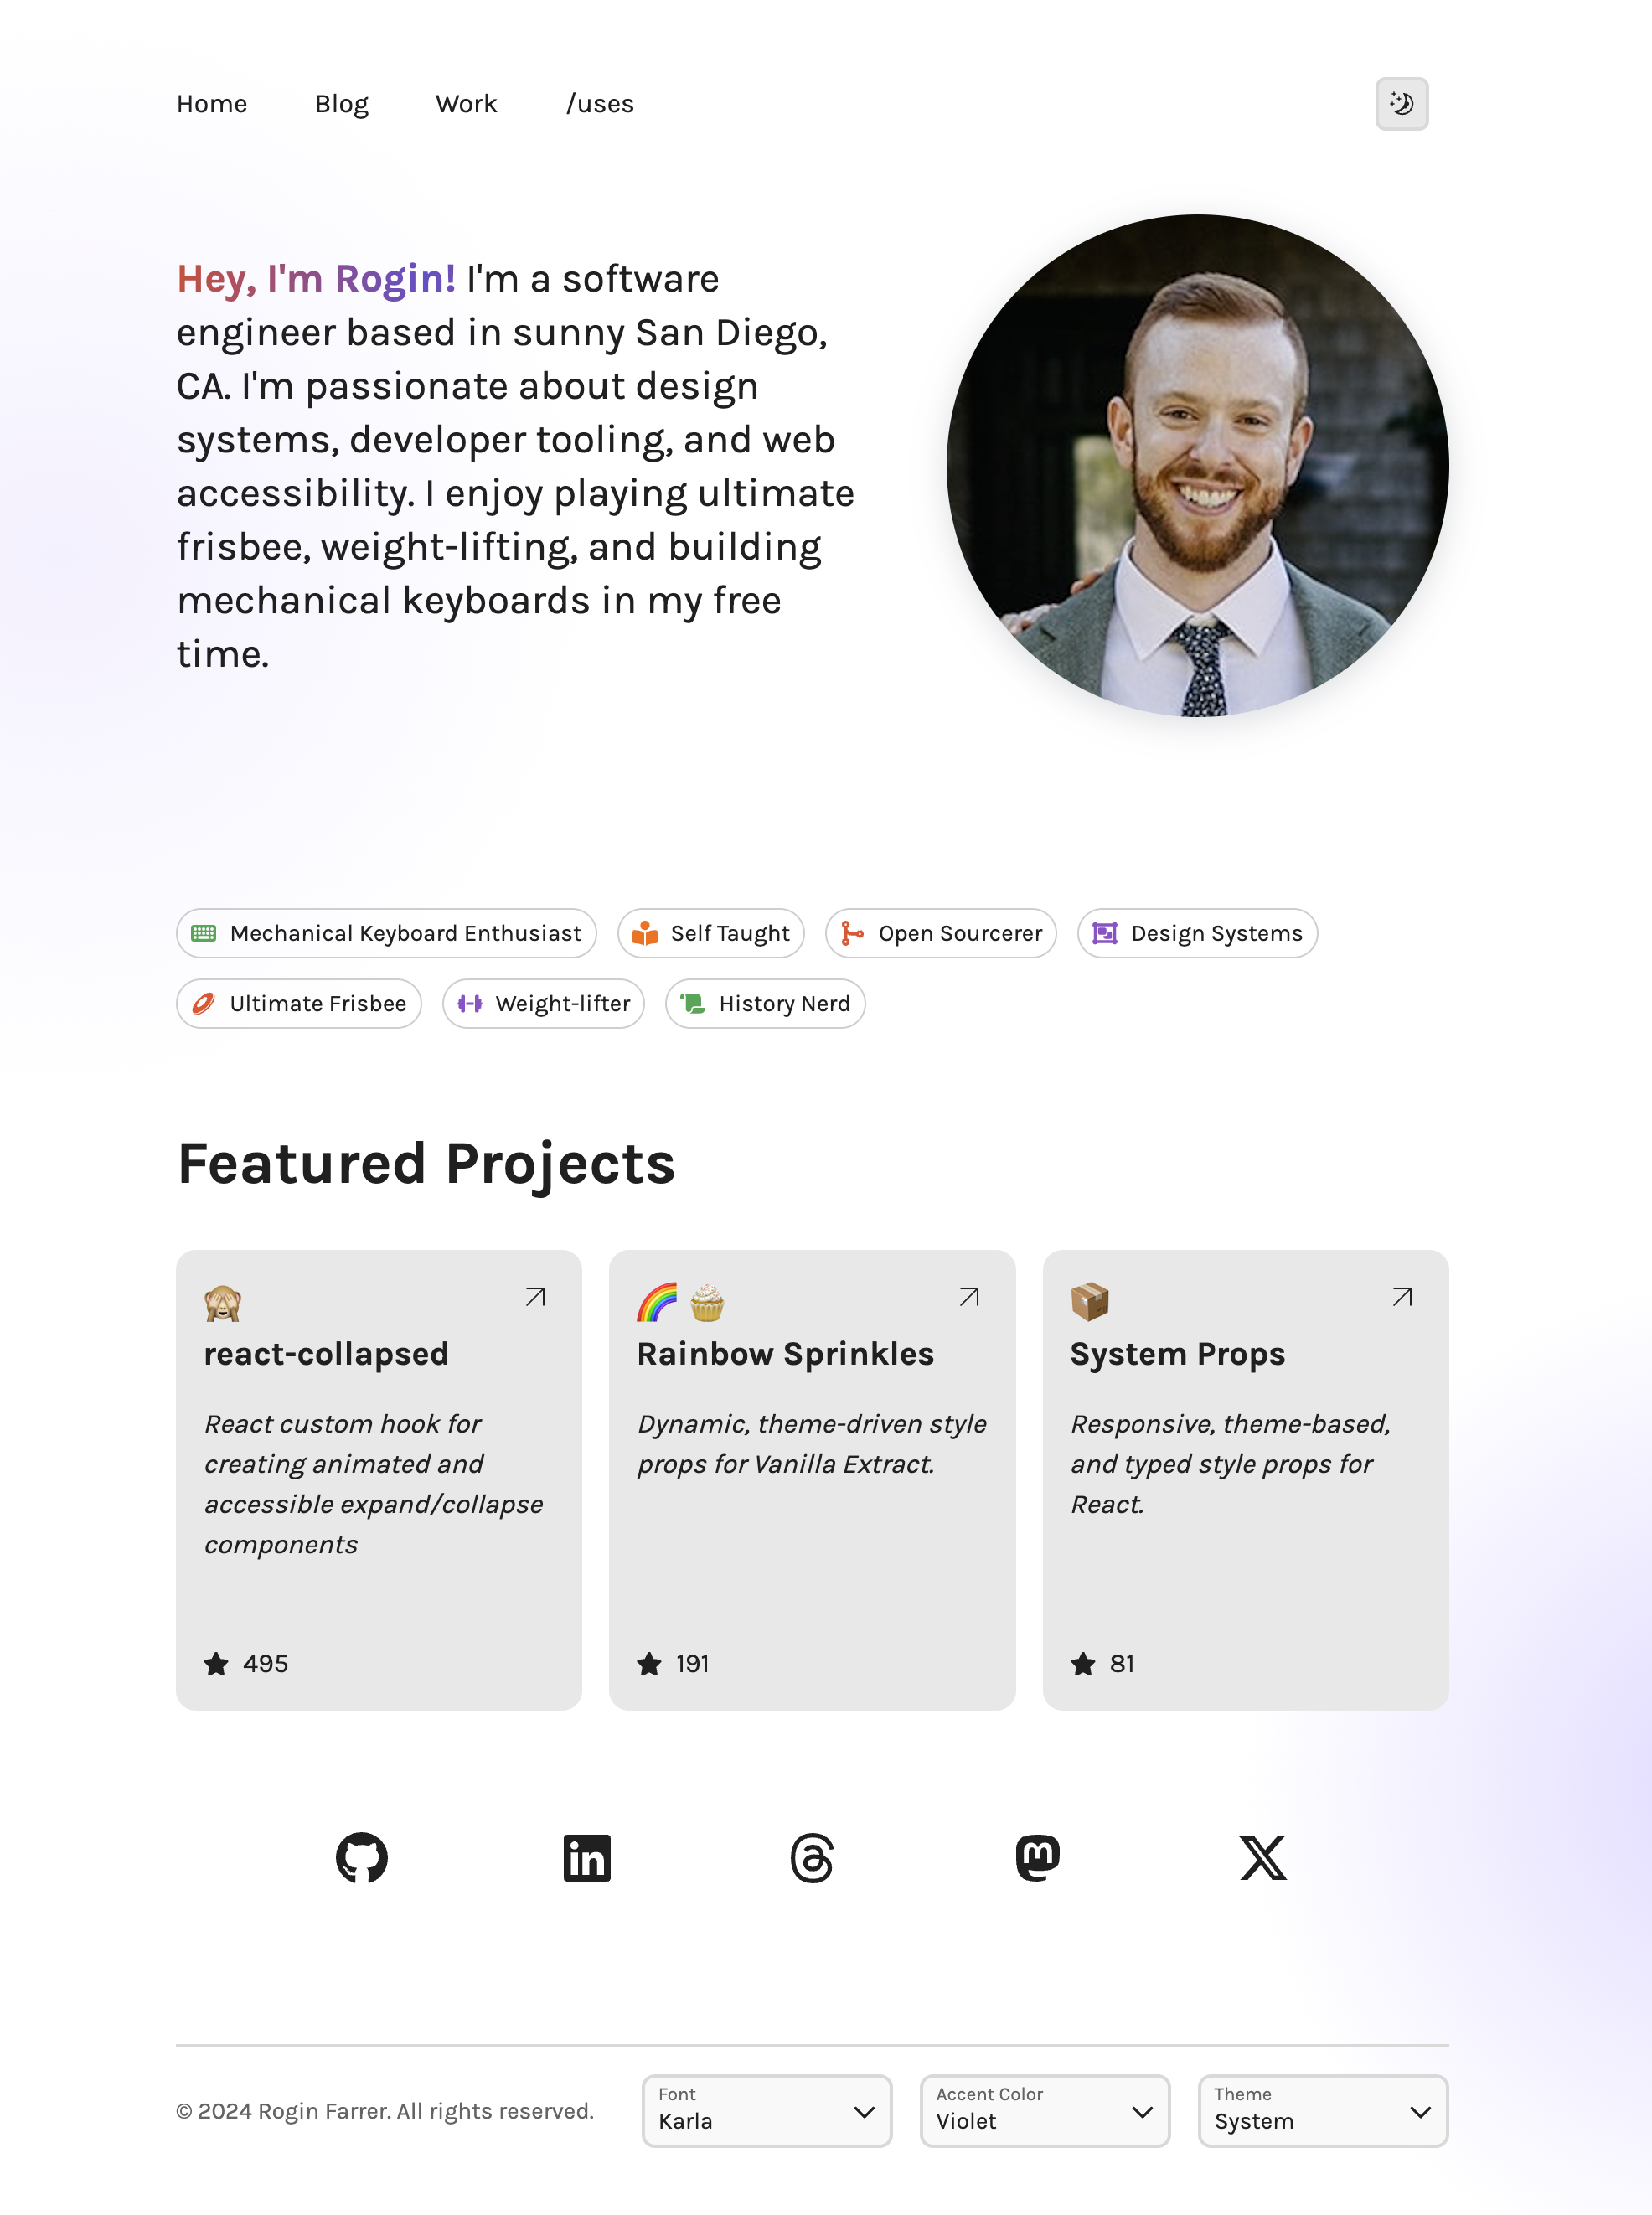 Home Blog Work /uses
Hey, I'm Rogin! I'm a software
engineer based in sunny San Diego,
CA. I'm passionate about design
systems, developer tooling, and web
accessibility. I enjoy playing ultimate
frisbee, weight-lifting, and building
mechanical keyboards in my free
time.
Mechanical Keyboard Enthusiast Self Taught Open Sourcerer Design Systems
Ultimate Frisbee Weight-lifter History Nerd
Featured Projects
react-collapsed
React custom hook for
creating animated and
accessible expand/collapse
components
495
Rainbow Sprinkles
Dynamic, theme-driven style
props for Vanilla Extract.
191
System Props
Responsive, theme-based,
and typed style props for
React.
81
© 2024 Rogin Farrer. All rights reserved.
Font
Karla
Accent Color
Violet
Theme
System